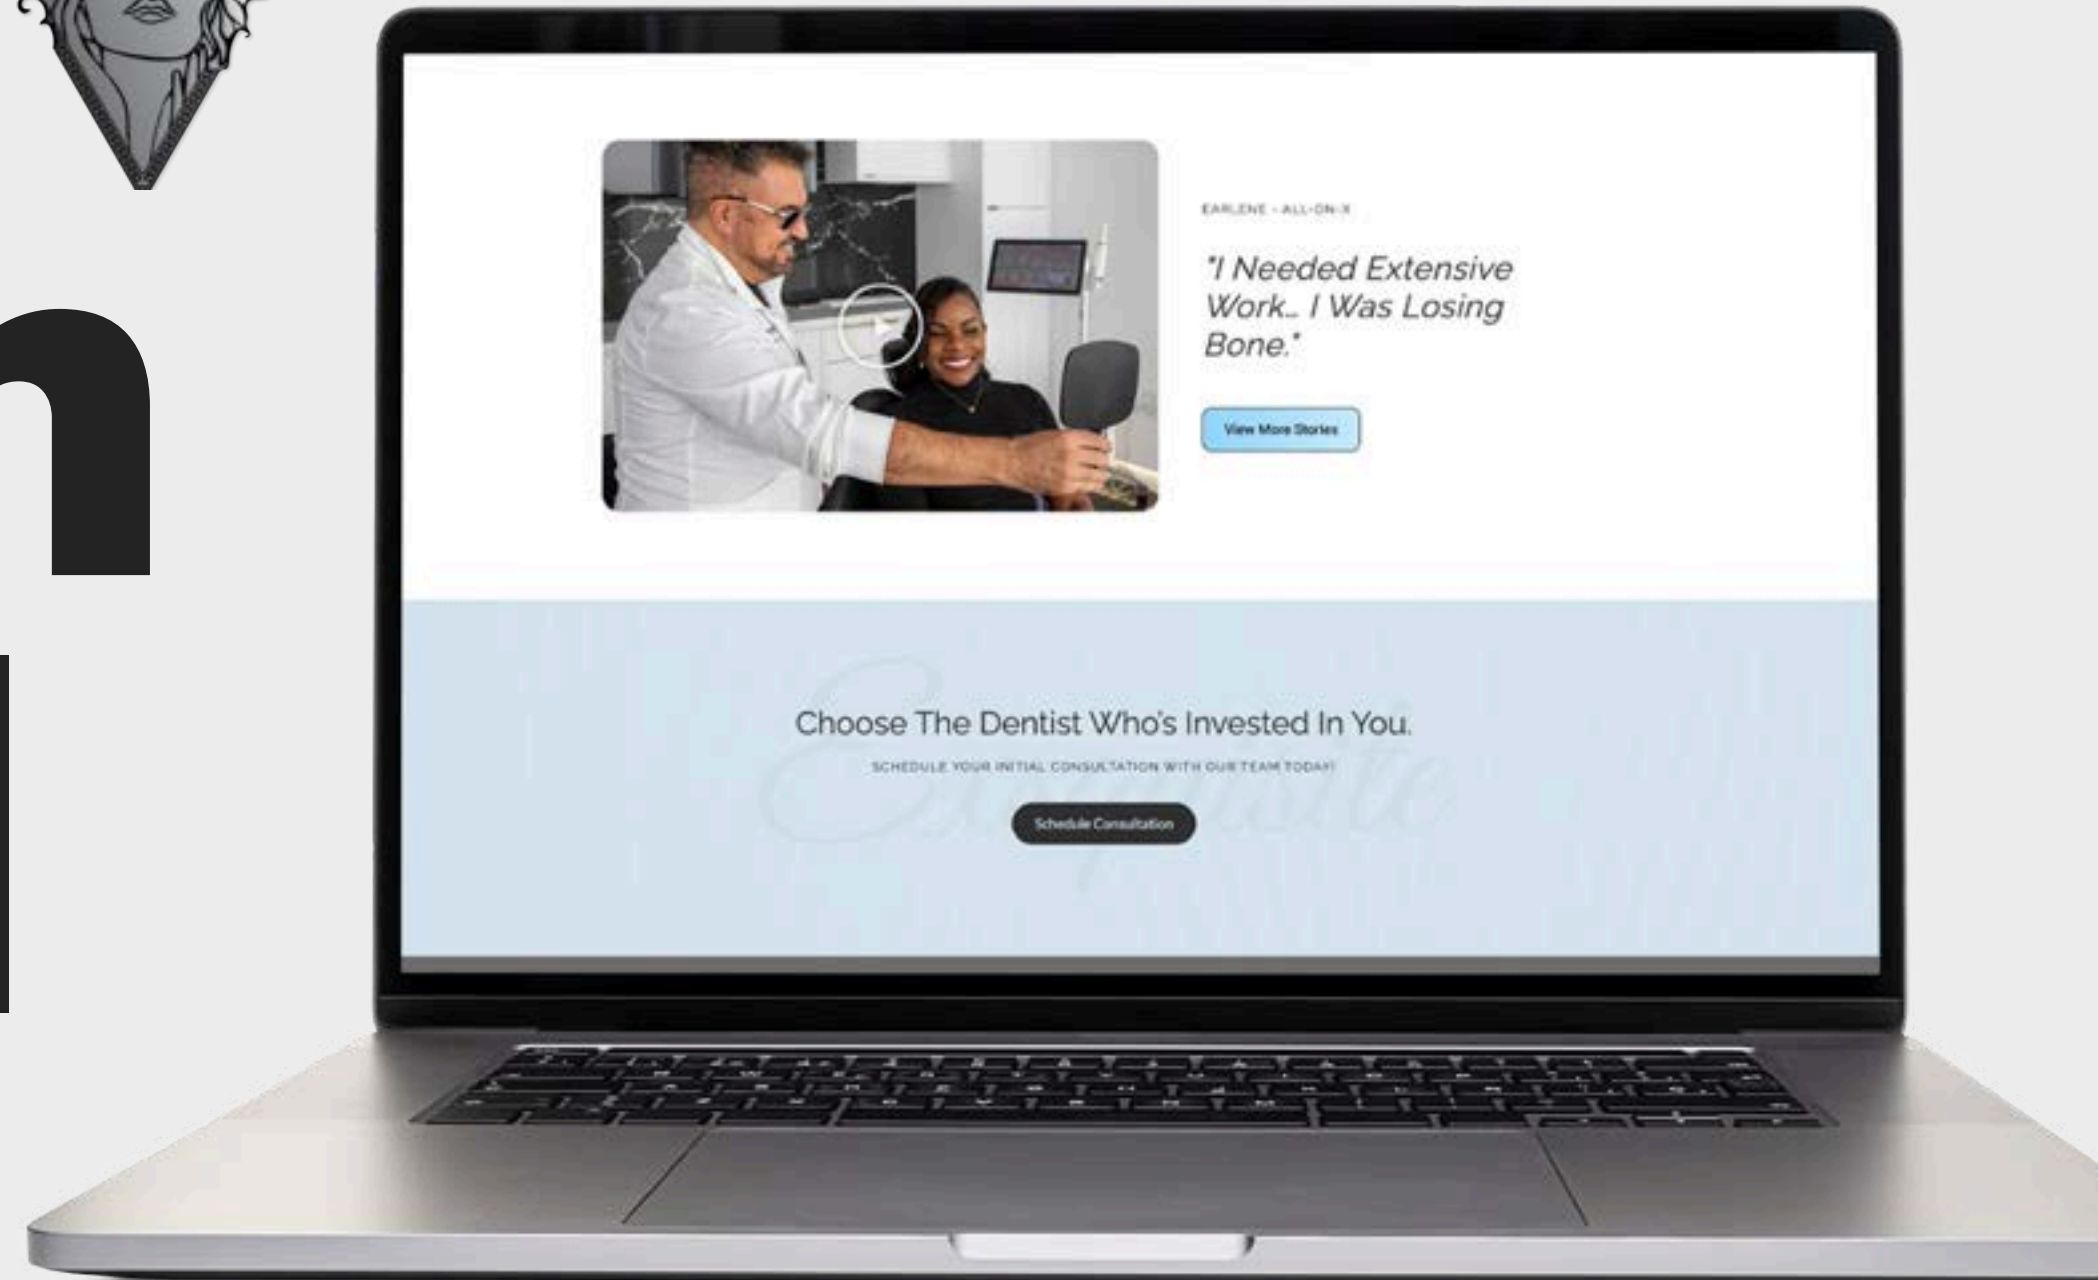 n
EARLENE - ALL-ON-X
"I Needed Extensive
Work... I Was Losing
Bone."
View More Stories
Exquisite
Choose The Dentist Who's Invested In You.
SCHEDULE YOUR INITIAL CONSULTATION WITH OUR TEAM TODAY!
Schedule Consultation